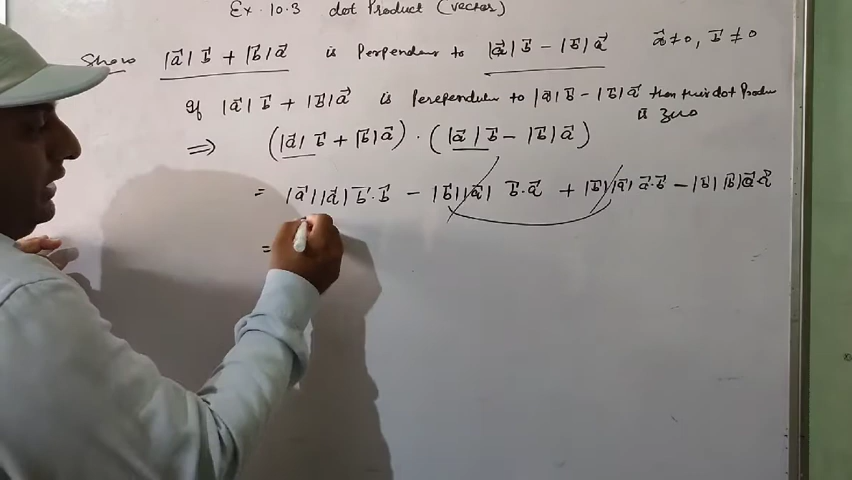 Ex. 10.3 dot Product (vector)
Show |a⃗| b⃗ + |b⃗| a⃗ is Perpendicular to |a⃗| b⃗ − |b⃗| a⃗ a⃗ ≠ 0, b⃗ ≠ 0
If |a⃗| b⃗ + |b⃗| a⃗ is perpendicular to |a⃗| b⃗ − |b⃗| a⃗ then their dot Product is zero
⇒ (|a⃗| b⃗ + |b⃗| a⃗) · (|a⃗| b⃗ − |b⃗| a⃗)
= |a⃗| |a⃗| b⃗·b⃗ − |b⃗| |a⃗| b⃗·a⃗ + |b⃗| |a⃗| a⃗·b⃗ − |b⃗| |b⃗| a⃗·a⃗
=